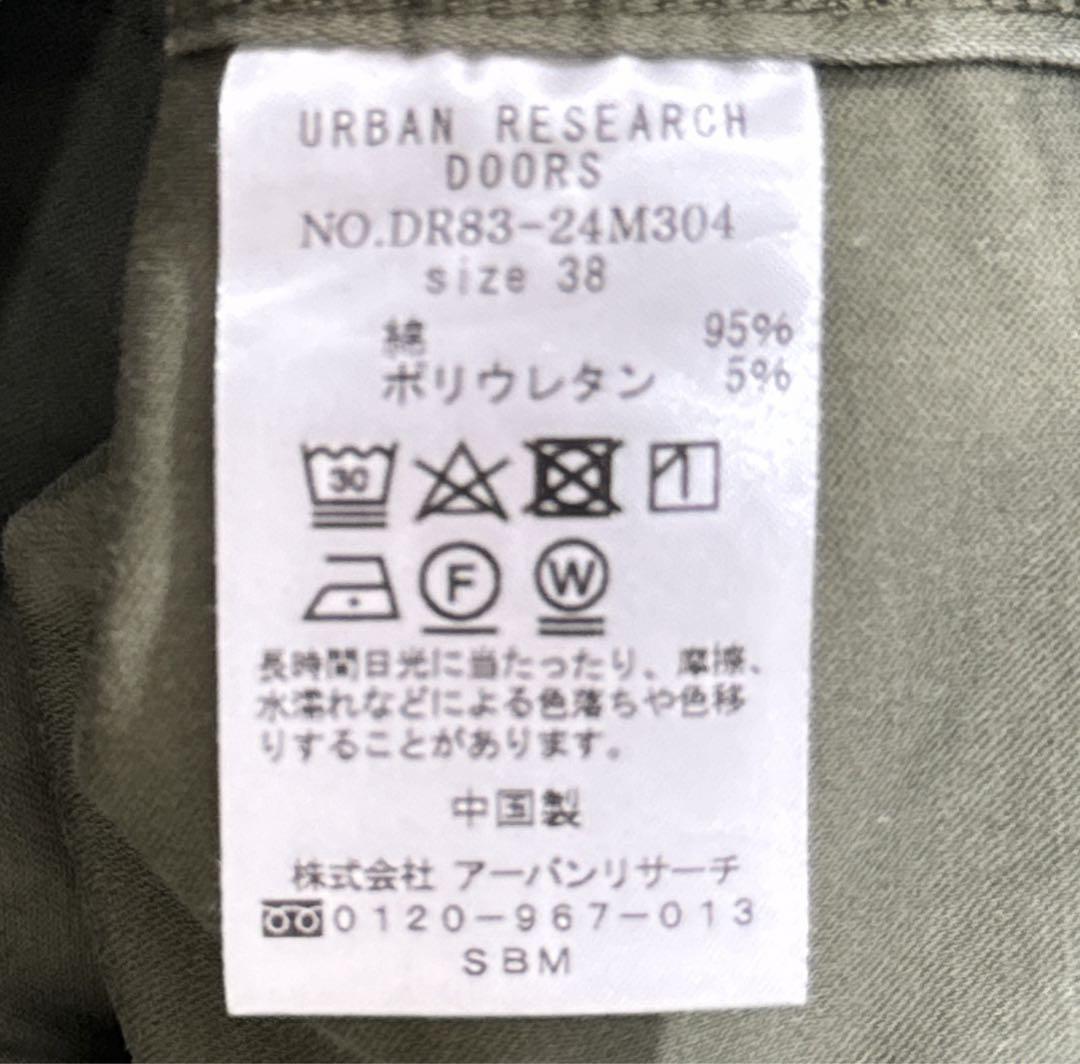 URBAN RESEARCH
DOORS
NO.DR83-24M304
size 38
綿 95%
ポリウレタン 5%
30
F W
長時間日光に当たったり、摩擦、
水濡れなどによる色落ちや色移
りすることがあります。
中国製
株式会社 アーバンリサーチ
0120-967-013
SBM